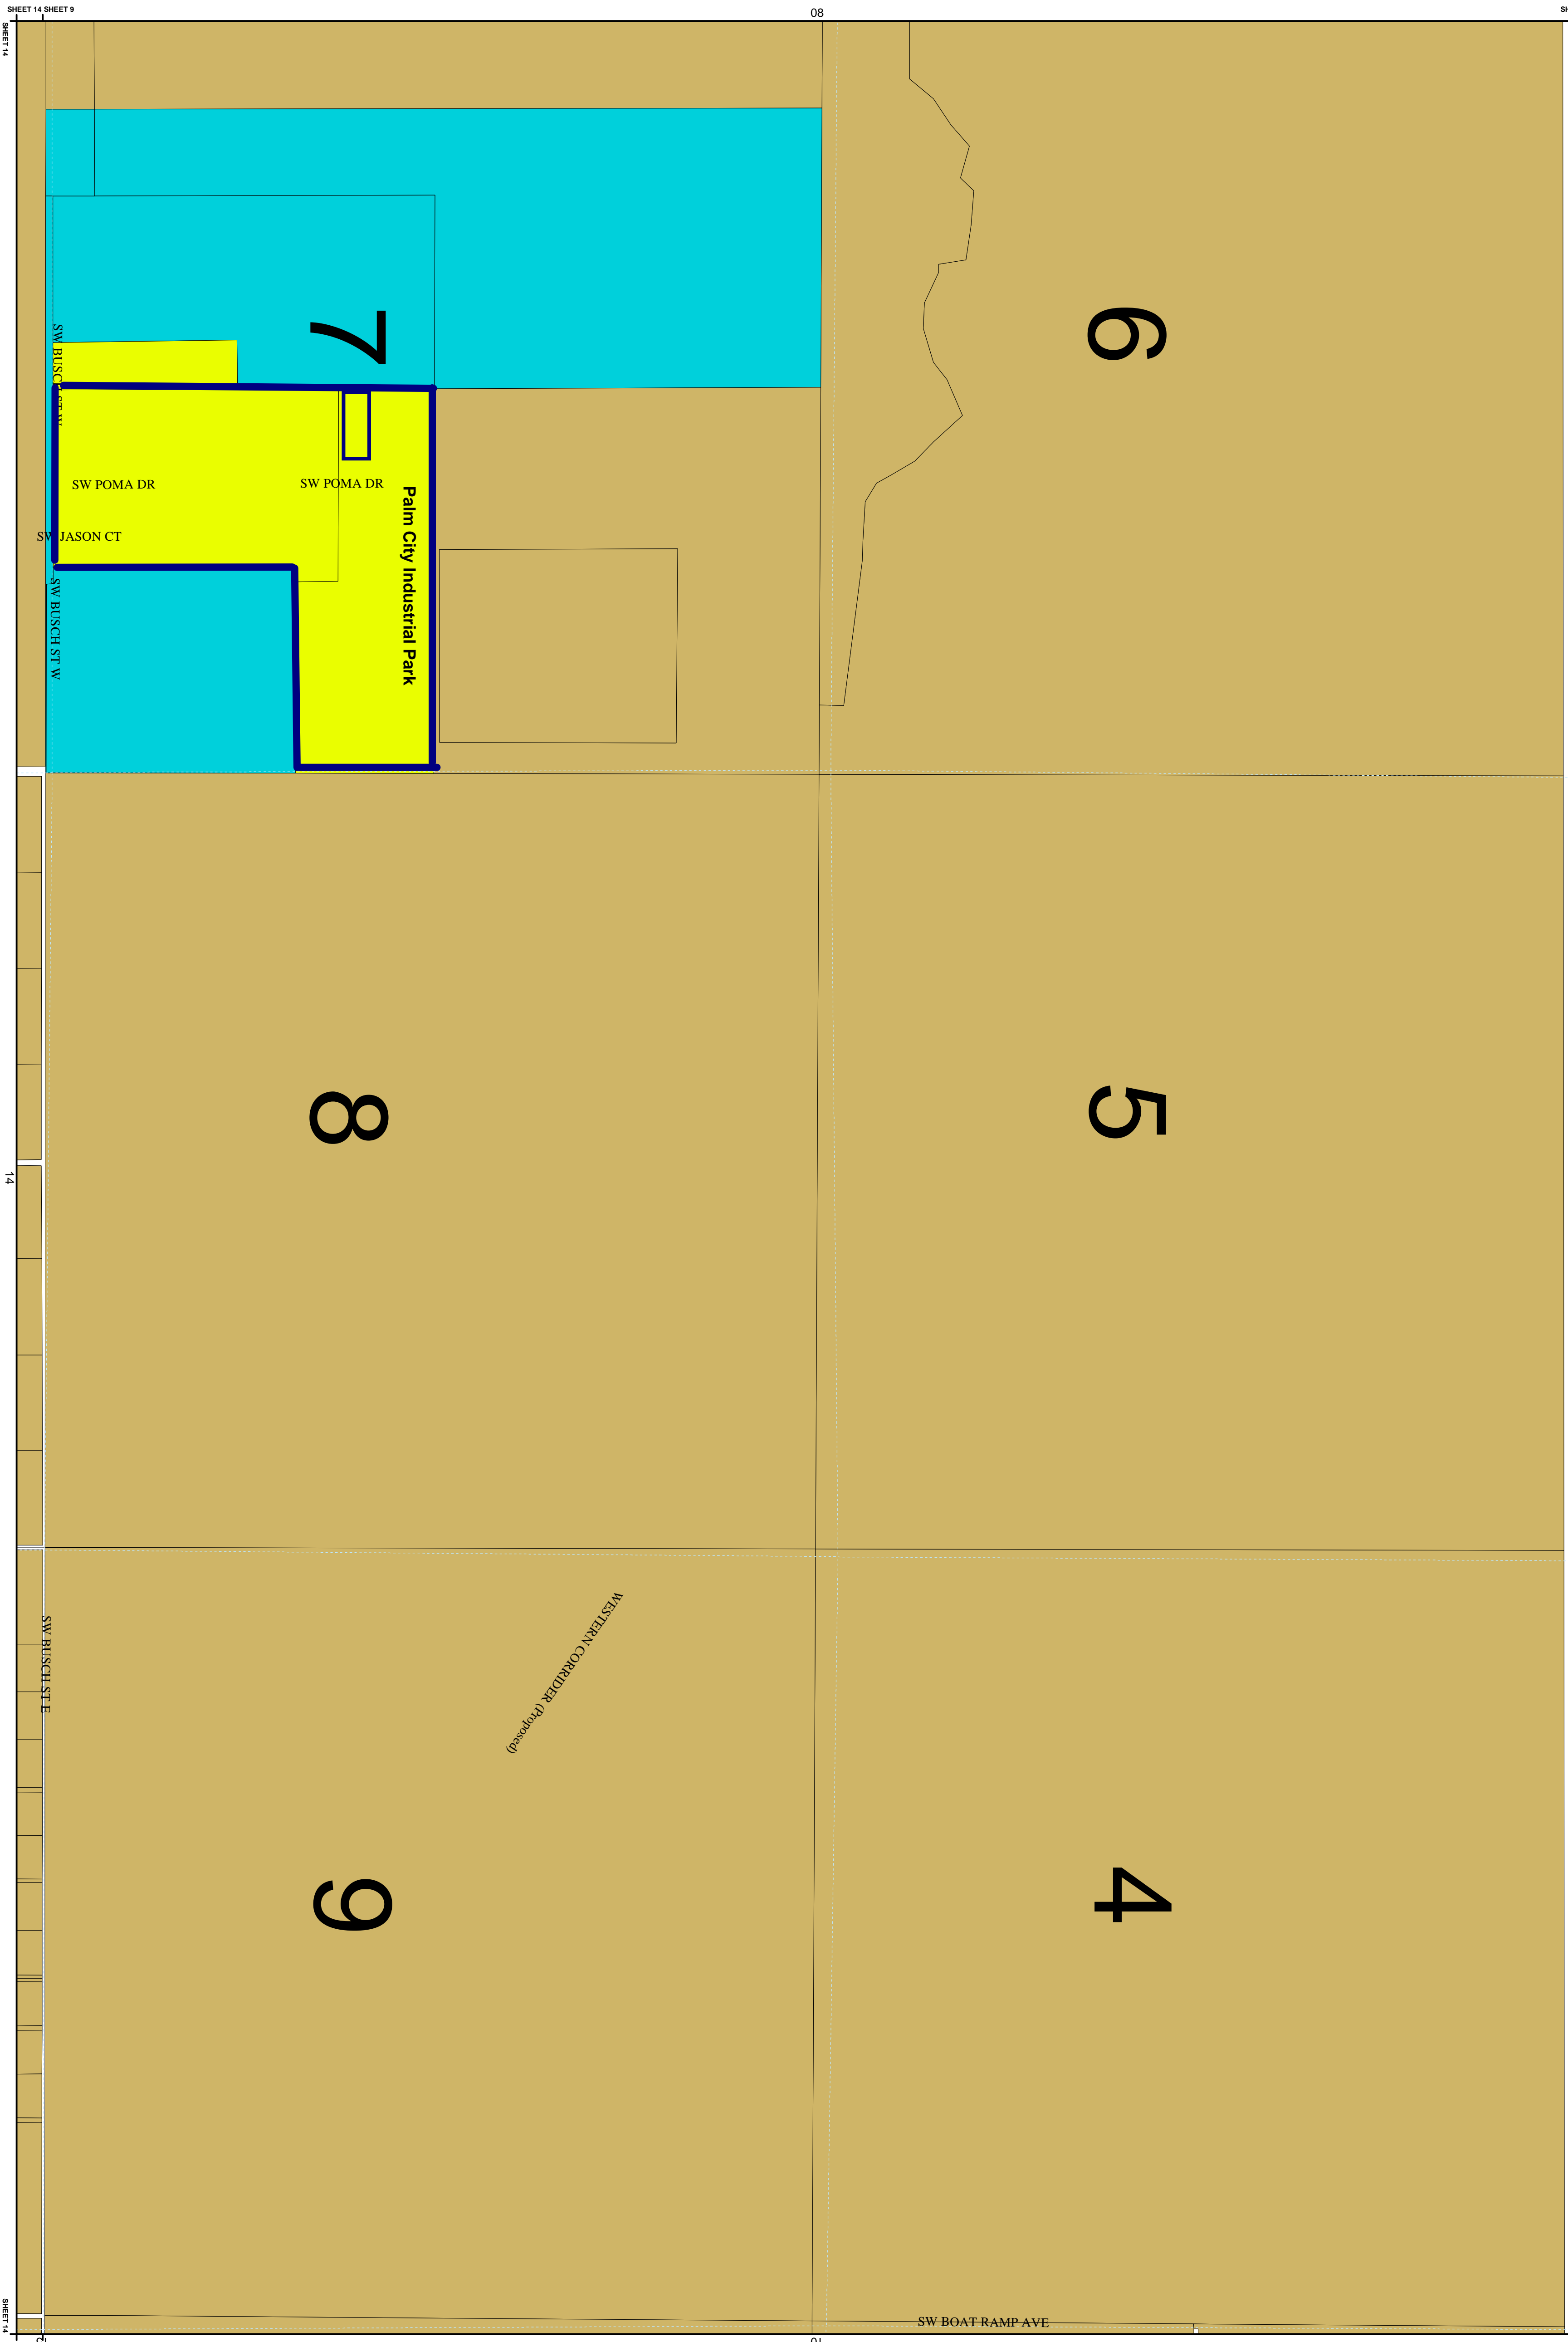 SHEET 14 SHEET 9
08
SHEET 14
6
7
SW BUSCH ST W
SW POMA DR
SW POMA DR
Palm City Industrial Park
SW JASON CT
SW BUSCH ST W
8
5
14
WESTERN CORRIDER (Proposed)
SW BUSCH ST E
9
4
SHEET 14
SW BOAT RAMP AVE